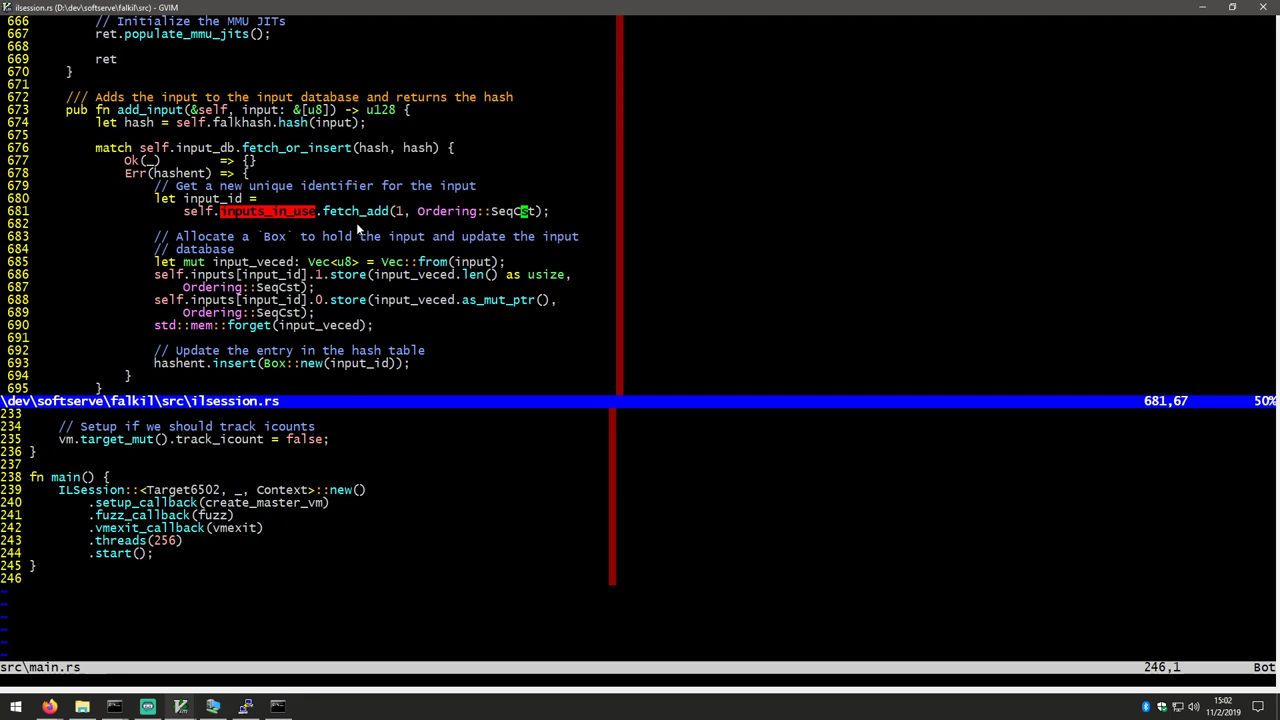 ilsession.rs (D:\dev\softserve\falkil\src) - GVIM
666         // Initialize the MMU JITs
667         ret.populate_mmu_jits();
668
669         ret
670     }
671
672     /// Adds the input to the input database and returns the hash
673     pub fn add_input(&self, input: &[u8]) -> u128 {
674         let hash = self.falkhash.hash(input);
675
676         match self.input_db.fetch_or_insert(hash, hash) {
677             Ok(_)        => {}
678             Err(hashent) => {
679                 // Get a new unique identifier for the input
680                 let input_id =
681                     self.inputs_in_use.fetch_add(1, Ordering::SeqCst);
682
683                 // Allocate a `Box` to hold the input and update the input
684                 // database
685                 let mut input_veced: Vec<u8> = Vec::from(input);
686                 self.inputs[input_id].1.store(input_veced.len() as usize,
687                     Ordering::SeqCst);
688                 self.inputs[input_id].0.store(input_veced.as_mut_ptr(),
689                     Ordering::SeqCst);
690                 std::mem::forget(input_veced);
691
692                 // Update the entry in the hash table
693                 hashent.insert(Box::new(input_id));
694             }
695         }
\dev\softserve\falkil\src\ilsession.rs 681,67 50%
233
234     // Setup if we should track icounts
235     vm.target_mut().track_icount = false;
236 }
237
238 fn main() {
239     ILSession::<Target6502, _, Context>::new()
240         .setup_callback(create_master_vm)
241         .fuzz_callback(fuzz)
242         .vmexit_callback(vmexit)
243         .threads(256)
244         .start();
245 }
246
~
~
~
~
~
~
src\main.rs 246,1 Bot
15:02
11/2/2019